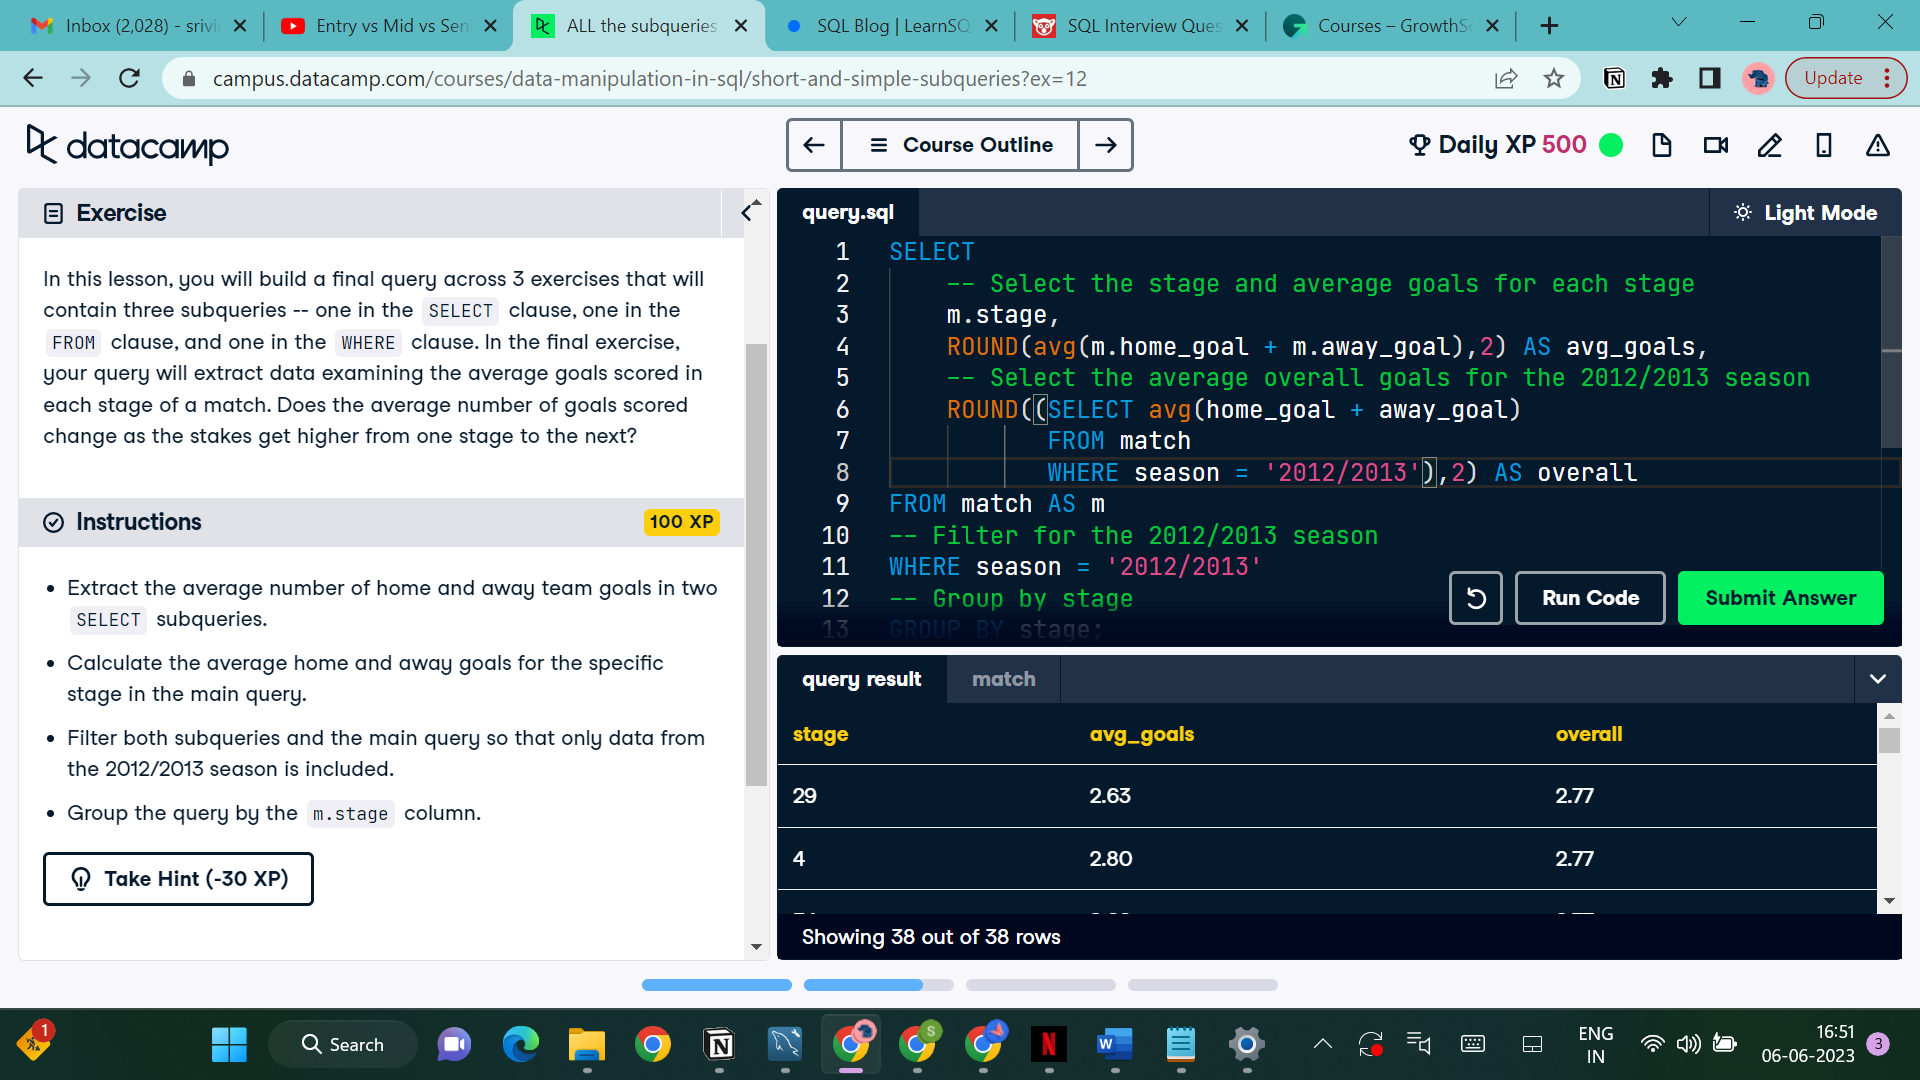 Inbox (2,028) - srivi
Entry vs Mid vs Sen
ALL the subqueries
SQL Blog | LearnSQ
SQL Interview Ques
Courses – GrowthSc
campus.datacamp.com/courses/data-manipulation-in-sql/short-and-simple-subqueries?ex=12
Update
datacamp
Course Outline
Daily XP 500
Exercise
In this lesson, you will build a final query across 3 exercises that will
contain three subqueries -- one in the SELECT clause, one in the
FROM clause, and one in the WHERE clause. In the final exercise,
your query will extract data examining the average goals scored in
each stage of a match. Does the average number of goals scored
change as the stakes get higher from one stage to the next?
Instructions
100 XP
• Extract the average number of home and away team goals in two
SELECT subqueries.
• Calculate the average home and away goals for the specific
stage in the main query.
• Filter both subqueries and the main query so that only data from
the 2012/2013 season is included.
• Group the query by the m.stage column.
Take Hint (-30 XP)
query.sql
Light Mode
1 SELECT
2 -- Select the stage and average goals for each stage
3 m.stage,
4 ROUND(avg(m.home_goal + m.away_goal),2) AS avg_goals,
5 -- Select the average overall goals for the 2012/2013 season
6 ROUND((SELECT avg(home_goal + away_goal)
7 FROM match
8 WHERE season = '2012/2013'),2) AS overall
9 FROM match AS m
10 -- Filter for the 2012/2013 season
11 WHERE season = '2012/2013'
12 -- Group by stage
13 GROUP BY stage;
Run Code
Submit Answer
query result
match
stage avg_goals overall
29 2.63 2.77
4 2.80 2.77
Showing 38 out of 38 rows
1
Search
S
N
W
ENG
IN
16:51
06-06-2023
3